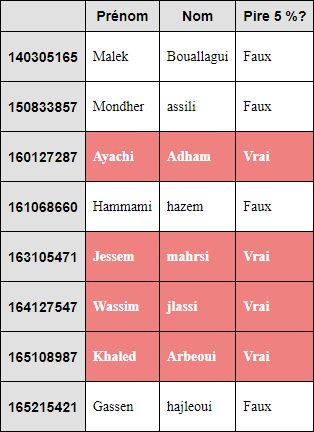 Prénom Nom Pire 5 %?
140305165 Malek Bouallagui Faux
150833857 Mondher assili Faux
160127287 Ayachi Adham Vrai
161068660 Hammami hazem Faux
163105471 Jessem mahrsi Vrai
164127547 Wassim jlassi Vrai
165108987 Khaled Arbeoui Vrai
165215421 Gassen hajleoui Faux